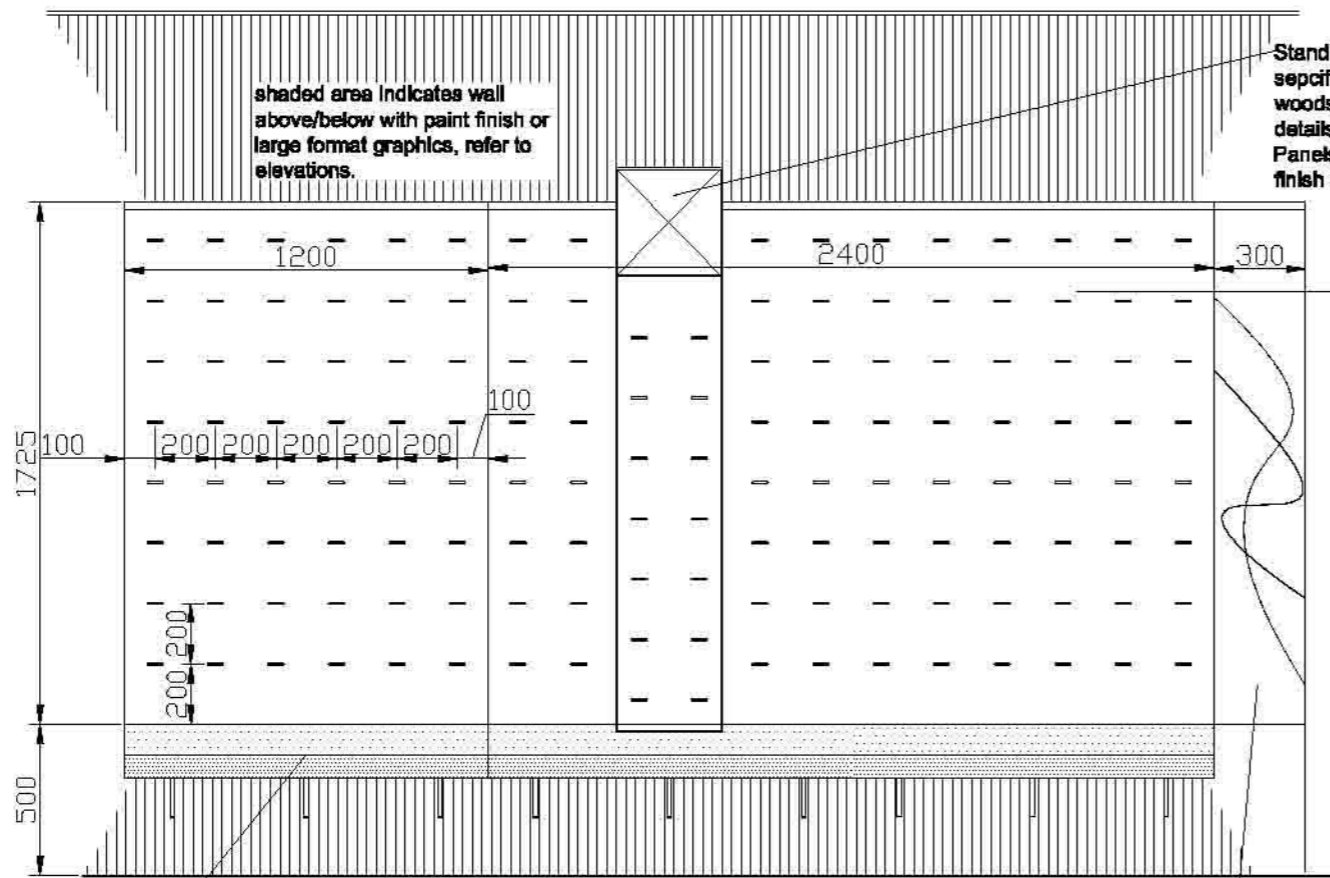 shaded area indicates wall
above/below with paint finish or
large format graphics, refer to
elevations.
Stand
sepcif
woods
details
Panels
finish
1200
2400
300
100
100
200 200 200 200 200
1725
200
200
500